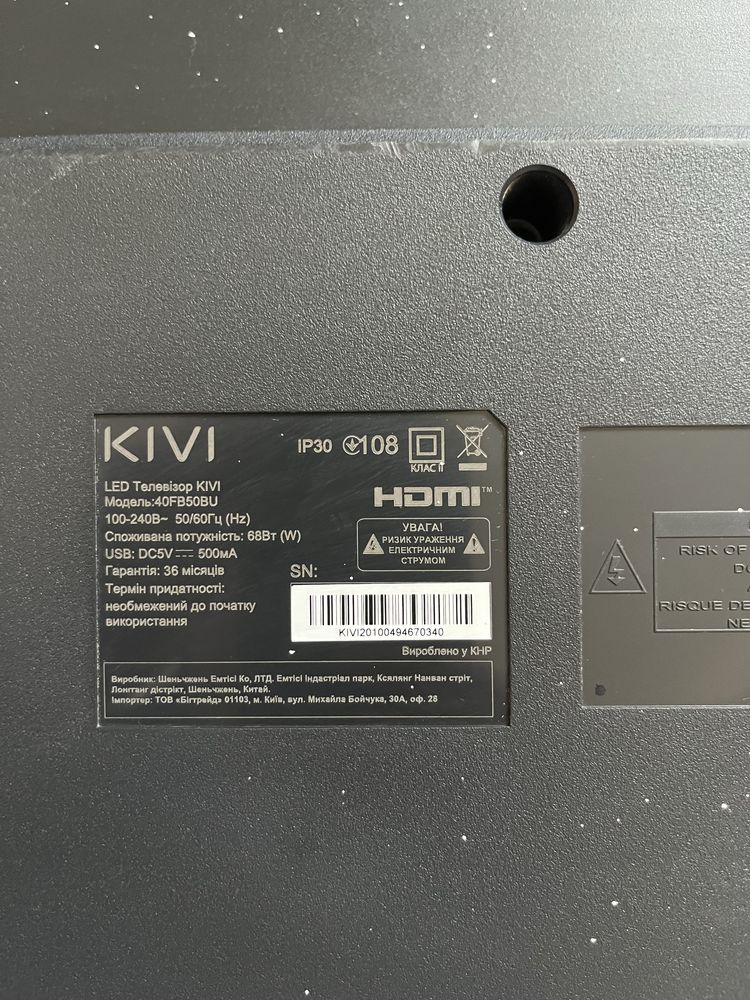 KIVI
IP30 108
КЛАС II
LED Телевізор KIVI
Модель:40FB50BU
100-240В~ 50/60Гц (Hz)
Споживана потужність: 68Вт (W)
USB: DC5V 500мА
Гарантія: 36 місяців
Термін придатності:
необмежений до початку
використання
HDMI™
УВАГА!
РИЗИК УРАЖЕННЯ
ЕЛЕКТРИЧНИМ
СТРУМОМ
SN:
KIVI20100494670340
Вироблено у КНР
Виробник: Шеньчжень Емтісі Ко, ЛТД. Емтісі Індастріал парк, Ксялянг Нанван стріт,
Лонгганг дістрікт, Шеньчжень, Китай.
Імпортер: ТОВ «Бігтрейд» 01103, м. Київ, вул. Михайла Бойчука, 30А, оф. 28
RISK OF
RISQUE DE